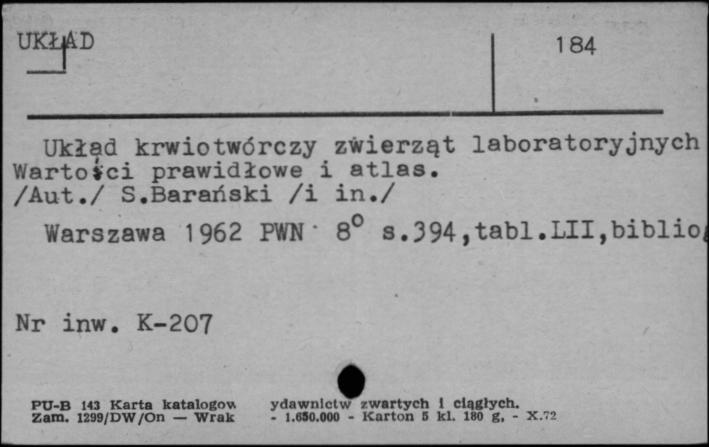 UKŁAD 184
Układ krwiotwórczy zwierząt laboratoryjnych
Wartości prawidłowe i atlas.
/Aut./ S.Barański /i in./
Warszawa 1962 PWN 8° s.394,tabl.LII,bibliog
Nr inw. K-207
PU-B 143 Karta katalogow ydawnictw zwartych i ciągłych.
Zam. 1299/DW/On — Wrak - 1.650.000 - Karton 5 kl. 180 g. - X.72